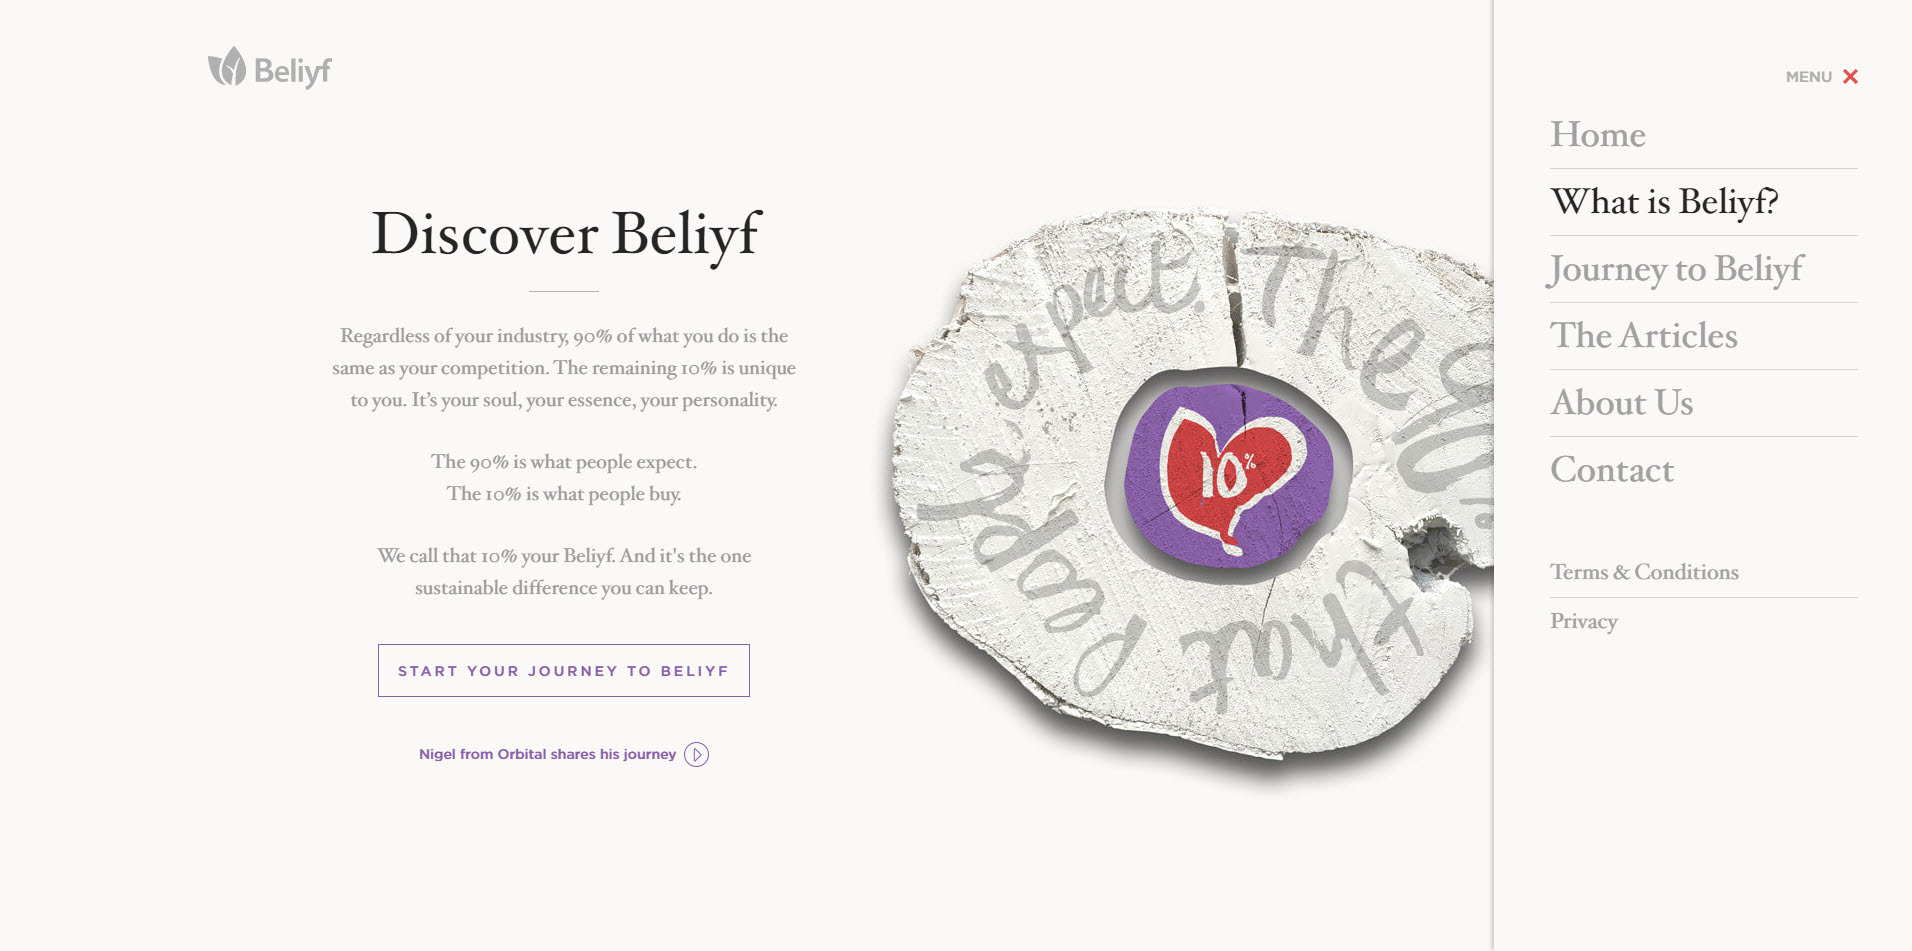 Beliyf
MENU
Home
What is Beliyf?
Journey to Beliyf
The Articles
About Us
Contact
Terms & Conditions
Privacy
Discover Beliyf
Regardless of your industry, 90% of what you do is the
same as your competition. The remaining 10% is unique
to you. It’s your soul, your essence, your personality.
The 90% is what people expect.
The 10% is what people buy.
We call that 10% your Beliyf. And it's the one
sustainable difference you can keep.
START YOUR JOURNEY TO BELIYF
Nigel from Orbital shares his journey
The
that people expect.
10%